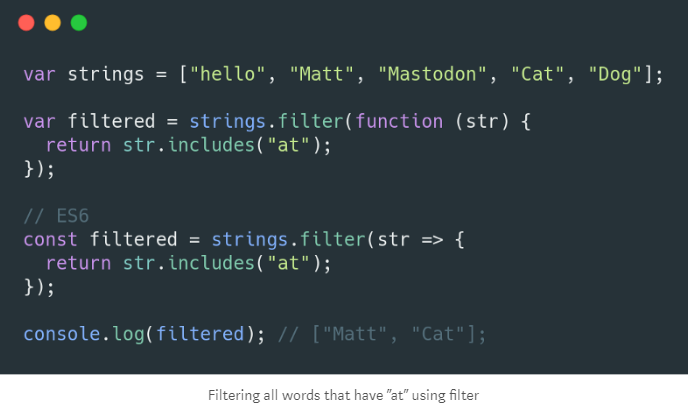 var strings = ["hello", "Matt", "Mastodon", "Cat", "Dog"];
var filtered = strings.filter(function (str) {
  return str.includes("at");
});
// ES6
const filtered = strings.filter(str => {
  return str.includes("at");
});
console.log(filtered); // ["Matt", "Cat"];
Filtering all words that have "at" using filter